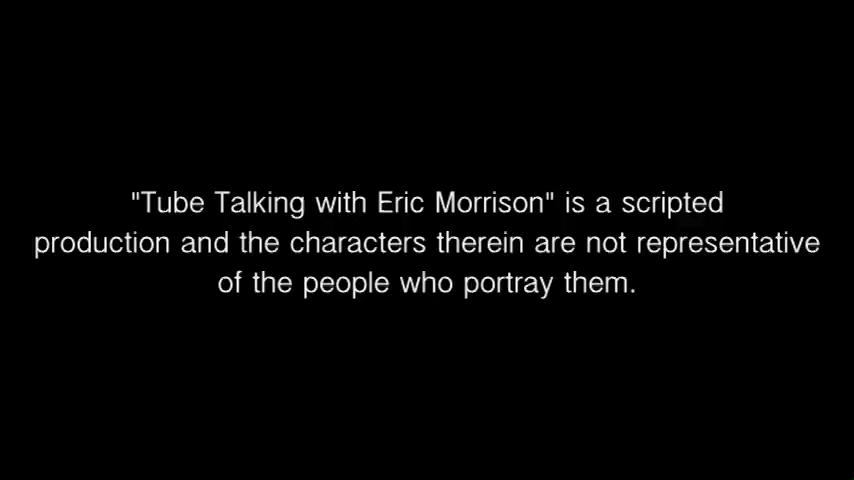 "Tube Talking with Eric Morrison" is a scripted
production and the characters therein are not representative
of the people who portray them.